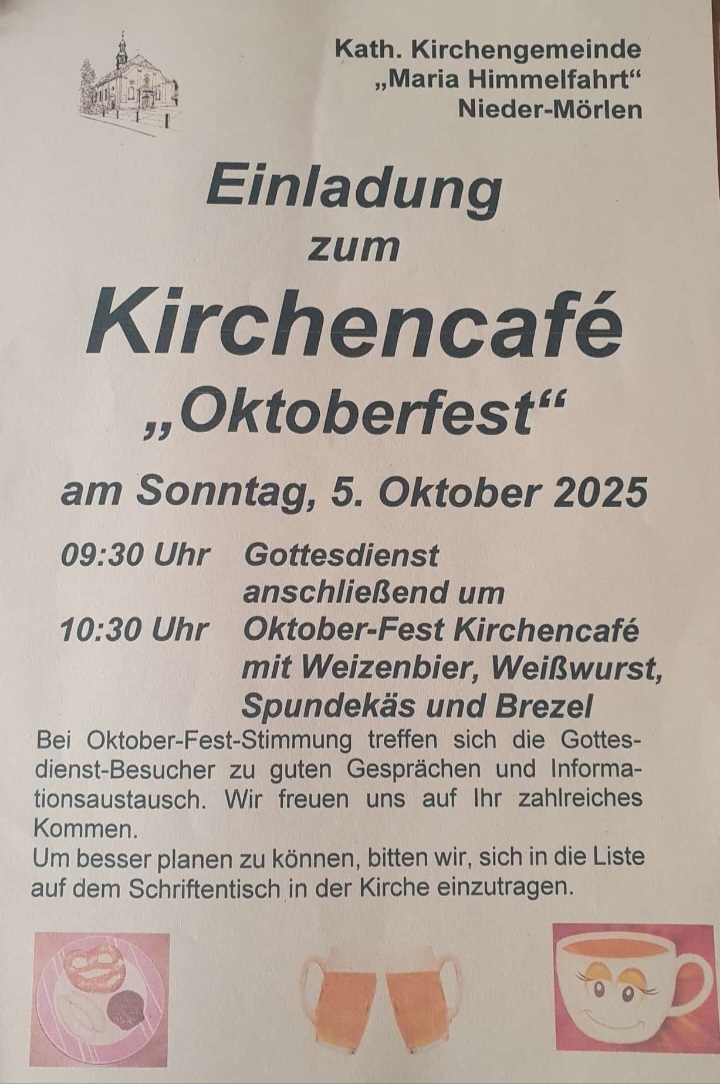 Kath. Kirchengemeinde
„Maria Himmelfahrt“
Nieder-Mörlen
Einladung
zum
Kirchencafé
„Oktoberfest“
am Sonntag, 5. Oktober 2025
09:30 Uhr Gottesdienst
anschließend um
10:30 Uhr Oktober-Fest Kirchencafé
mit Weizenbier, Weißwurst,
Spundekäs und Brezel
Bei Oktober-Fest-Stimmung treffen sich die Gottes-
dienst-Besucher zu guten Gesprächen und Informa-
tionsaustausch. Wir freuen uns auf Ihr zahlreiches
Kommen.
Um besser planen zu können, bitten wir, sich in die Liste
auf dem Schriftentisch in der Kirche einzutragen.